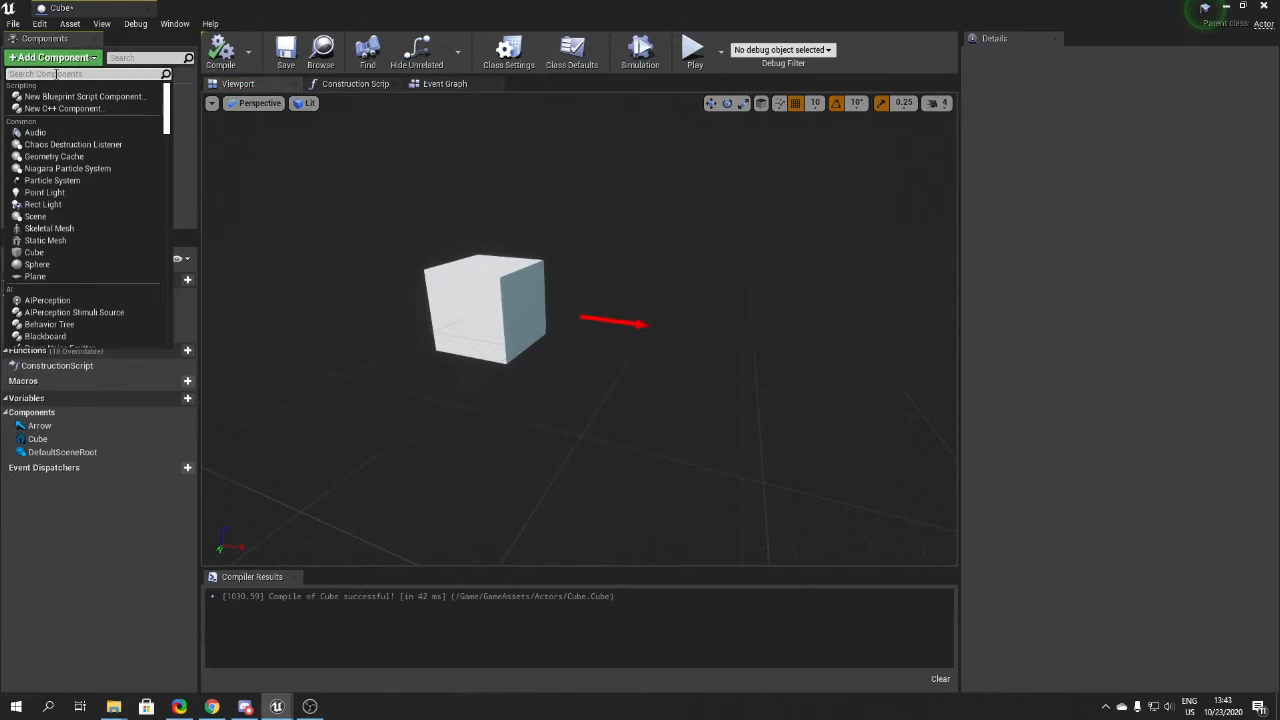 Cube*
Parent class: Actor
File Edit Asset View Debug Window Help
Components
Details
+Add Component
Search
Compile
Save
Browse
Find
Hide Unrelated
Class Settings
Class Defaults
Simulation
Play
No debug object selected
Debug Filter
Search Components
Viewport
Construction Scrip
Event Graph
Scripting
New Blueprint Script Component...
New C++ Component...
Perspective
Lit
10
10°
0.25
4
Common
Audio
Chaos Destruction Listener
Geometry Cache
Niagara Particle System
Particle System
Point Light
Rect Light
Scene
Skeletal Mesh
Static Mesh
Cube
Sphere
Plane
AI
AIPerception
AIPerception Stimuli Source
Behavior Tree
Blackboard
Functions (18 Overridable)
ConstructionScript
Macros
Variables
Components
Arrow
Cube
DefaultSceneRoot
Event Dispatchers
Compiler Results
[1030.59] Compile of Cube successful! [in 42 ms] (/Game/GameAssets/Actors/Cube.Cube)
Clear
ENG
US
13:43
10/23/2020